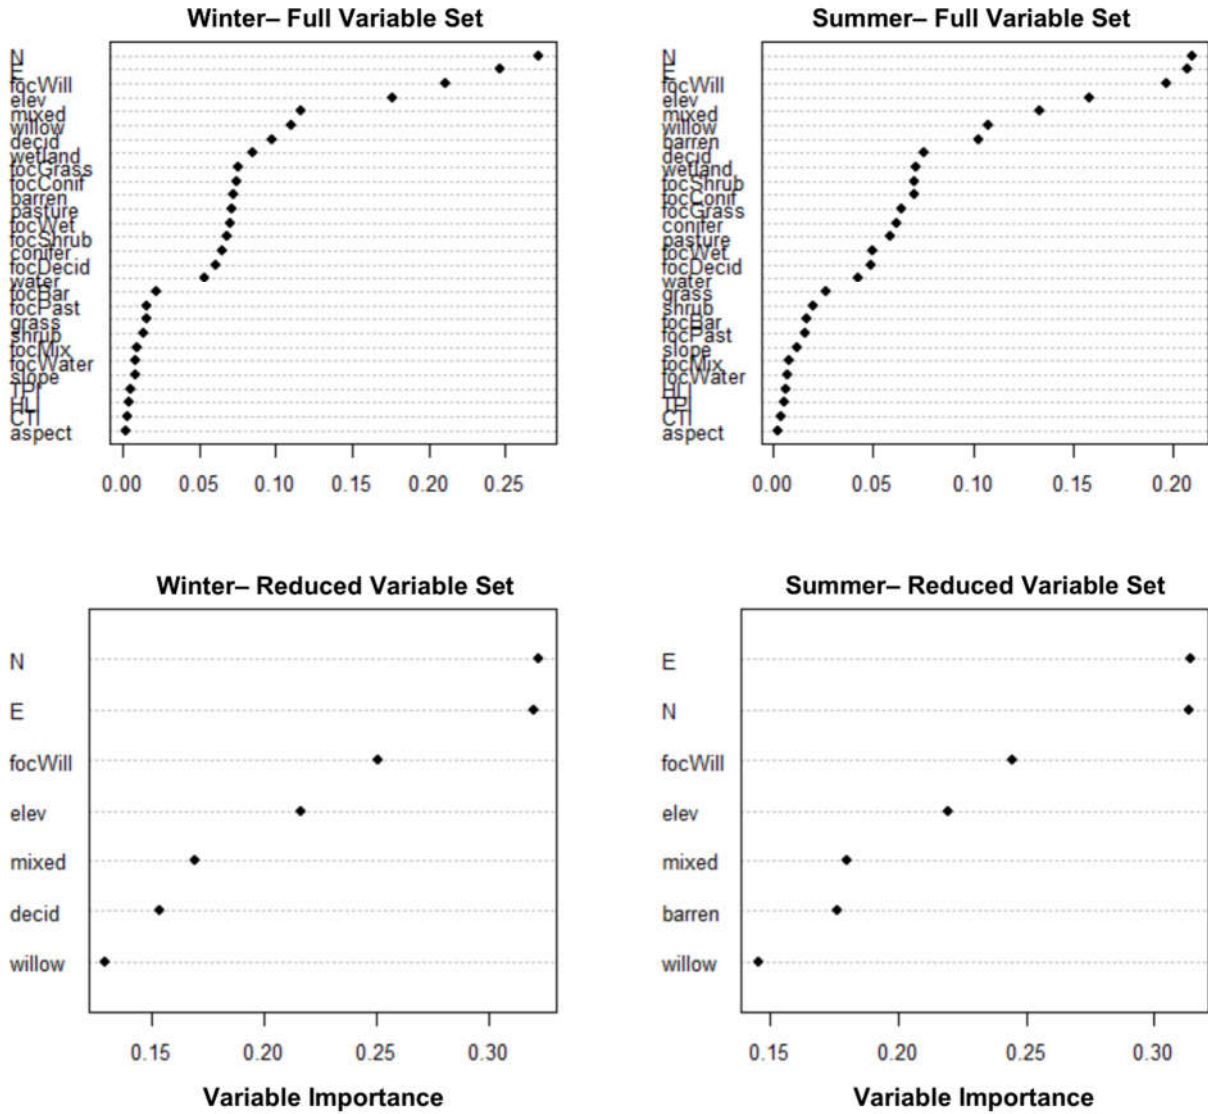 Winter– Full Variable Set
N
E
focWill
elev
mixed
willow
decid
wetland
focGrass
focConif
barren
pasture
focWet
focShrub
conifer
focDecid
water
focBar
focPast
grass
shrub
focMix
focWater
slope
TPI
HLI
CTI
aspect
0.00 0.05 0.10 0.15 0.20 0.25
Summer– Full Variable Set
N
E
focWill
elev
mixed
willow
barren
decid
wetland
focShrub
focConif
focGrass
conifer
pasture
focWet
focDecid
water
grass
shrub
focBar
focPast
slope
focMix
focWater
HLI
TPI
CTI
aspect
0.00 0.05 0.10 0.15 0.20
Winter– Reduced Variable Set
N
E
focWill
elev
mixed
decid
willow
0.15 0.20 0.25 0.30
Variable Importance
Summer– Reduced Variable Set
E
N
focWill
elev
mixed
barren
willow
0.15 0.20 0.25 0.30
Variable Importance